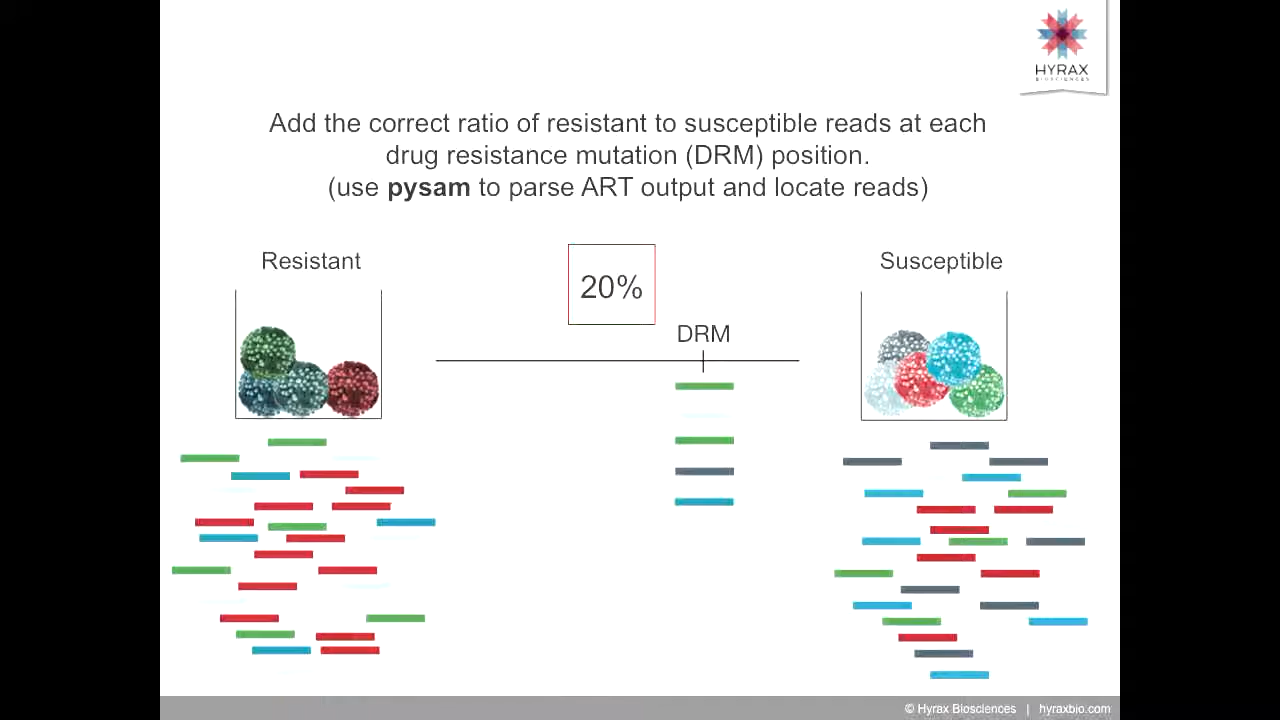 HYRAX
BIOSCIENCES
Add the correct ratio of resistant to susceptible reads at each
drug resistance mutation (DRM) position.
(use pysam to parse ART output and locate reads)
Resistant
20%
Susceptible
DRM
© Hyrax Biosciences | hyraxbio.com